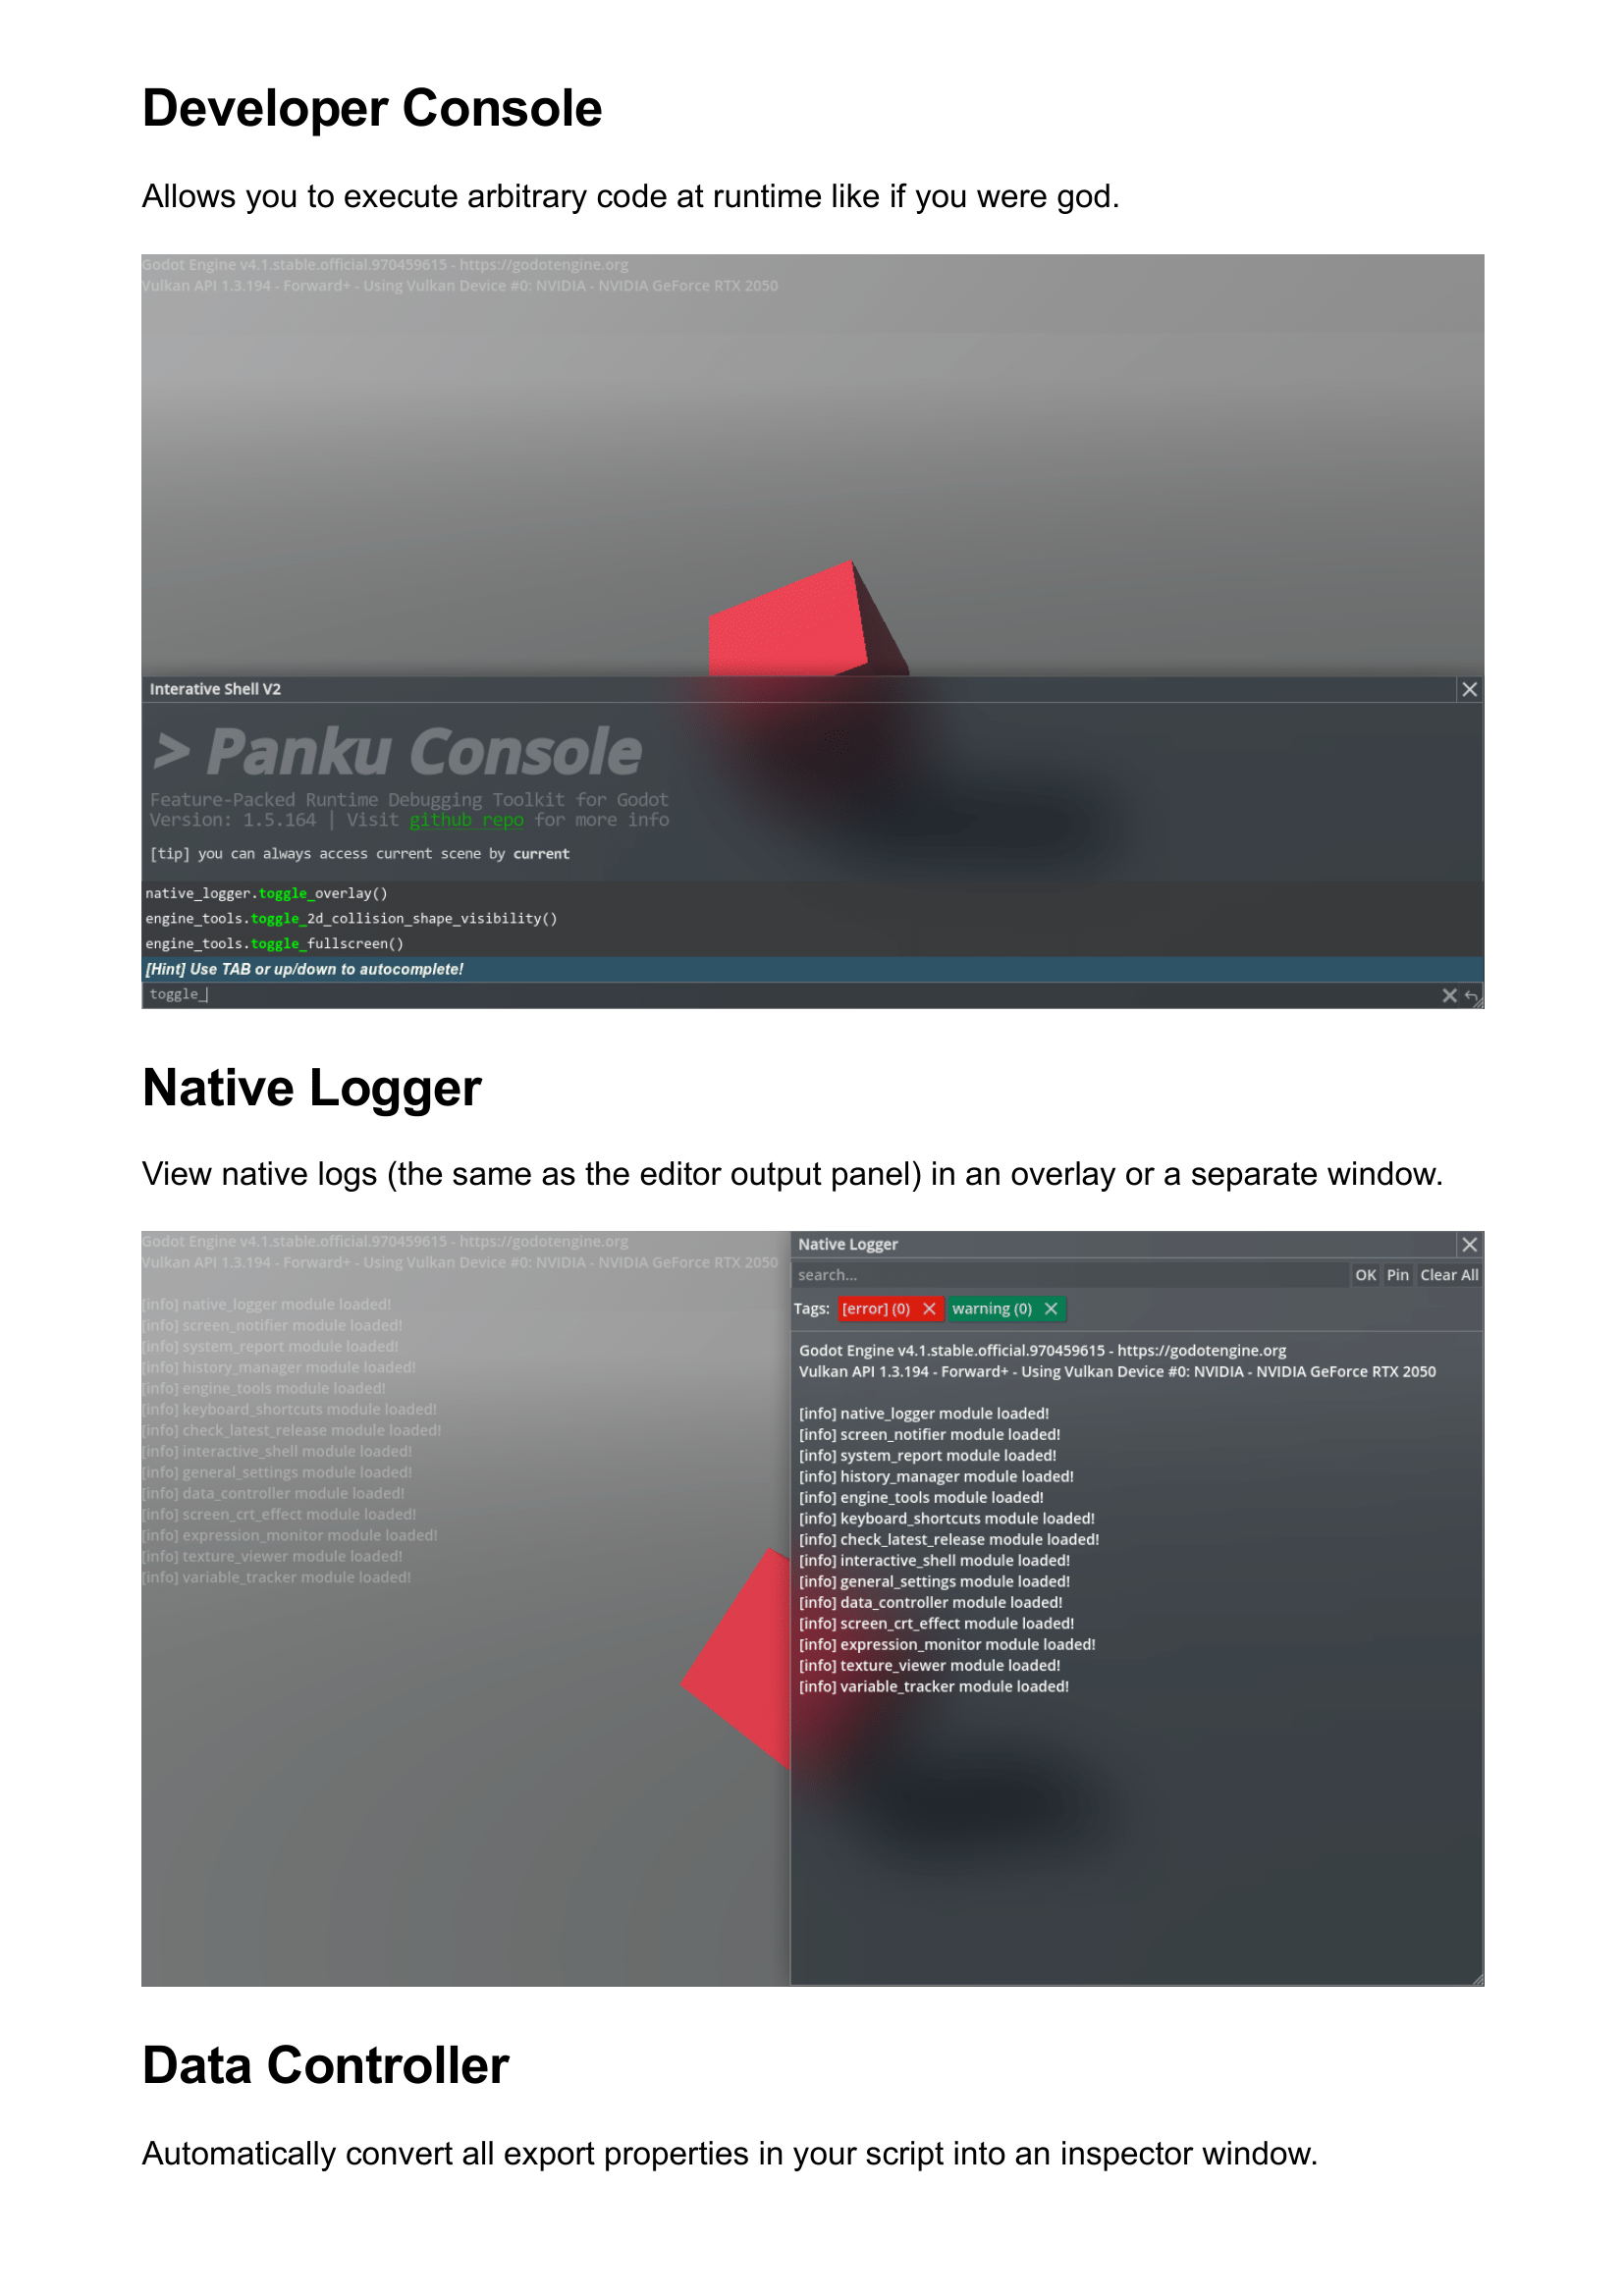 Developer Console
Allows you to execute arbitrary code at runtime like if you were god.
Godot Engine v4.1.stable.official.970459615 - https://godotengine.org
Vulkan API 1.3.194 - Forward+ - Using Vulkan Device #0: NVIDIA - NVIDIA GeForce RTX 2050
Interative Shell V2
> Panku Console
Feature-Packed Runtime Debugging Toolkit for Godot
Version: 1.5.164 | Visit github repo for more info
[tip] you can always access current scene by current
native_logger.toggle_overlay()
engine_tools.toggle_2d_collision_shape_visibility()
engine_tools.toggle_fullscreen()
[Hint] Use TAB or up/down to autocomplete!
toggle_
Native Logger
View native logs (the same as the editor output panel) in an overlay or a separate window.
Godot Engine v4.1.stable.official.970459615 - https://godotengine.org
Vulkan API 1.3.194 - Forward+ - Using Vulkan Device #0: NVIDIA - NVIDIA GeForce RTX 2050
[info] native_logger module loaded!
[info] screen_notifier module loaded!
[info] system_report module loaded!
[info] history_manager module loaded!
[info] engine_tools module loaded!
[info] keyboard_shortcuts module loaded!
[info] check_latest_release module loaded!
[info] interactive_shell module loaded!
[info] general_settings module loaded!
[info] data_controller module loaded!
[info] screen_crt_effect module loaded!
[info] expression_monitor module loaded!
[info] texture_viewer module loaded!
[info] variable_tracker module loaded!
Native Logger
search... OK Pin Clear All
Tags: [error] (0) warning (0)
Godot Engine v4.1.stable.official.970459615 - https://godotengine.org
Vulkan API 1.3.194 - Forward+ - Using Vulkan Device #0: NVIDIA - NVIDIA GeForce RTX 2050
[info] native_logger module loaded!
[info] screen_notifier module loaded!
[info] system_report module loaded!
[info] history_manager module loaded!
[info] engine_tools module loaded!
[info] keyboard_shortcuts module loaded!
[info] check_latest_release module loaded!
[info] interactive_shell module loaded!
[info] general_settings module loaded!
[info] data_controller module loaded!
[info] screen_crt_effect module loaded!
[info] expression_monitor module loaded!
[info] texture_viewer module loaded!
[info] variable_tracker module loaded!
Data Controller
Automatically convert all export properties in your script into an inspector window.